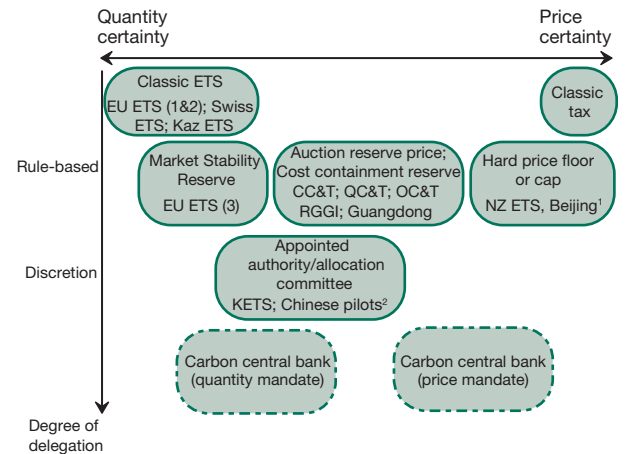 Quantity
certainty
Price
certainty
Classic ETS
EU ETS (1&2); Swiss
ETS; Kaz ETS
Classic
tax
Rule-based
Market Stability
Reserve
EU ETS (3)
Auction reserve price;
Cost containment reserve
CC&T; QC&T; OC&T
RGGI; Guangdong
Hard price floor
or cap
NZ ETS, Beijing¹
Discretion
Appointed
authority/allocation
committee
KETS; Chinese pilots²
Carbon central bank
(quantity mandate)
Carbon central bank
(price mandate)
Degree of
delegation